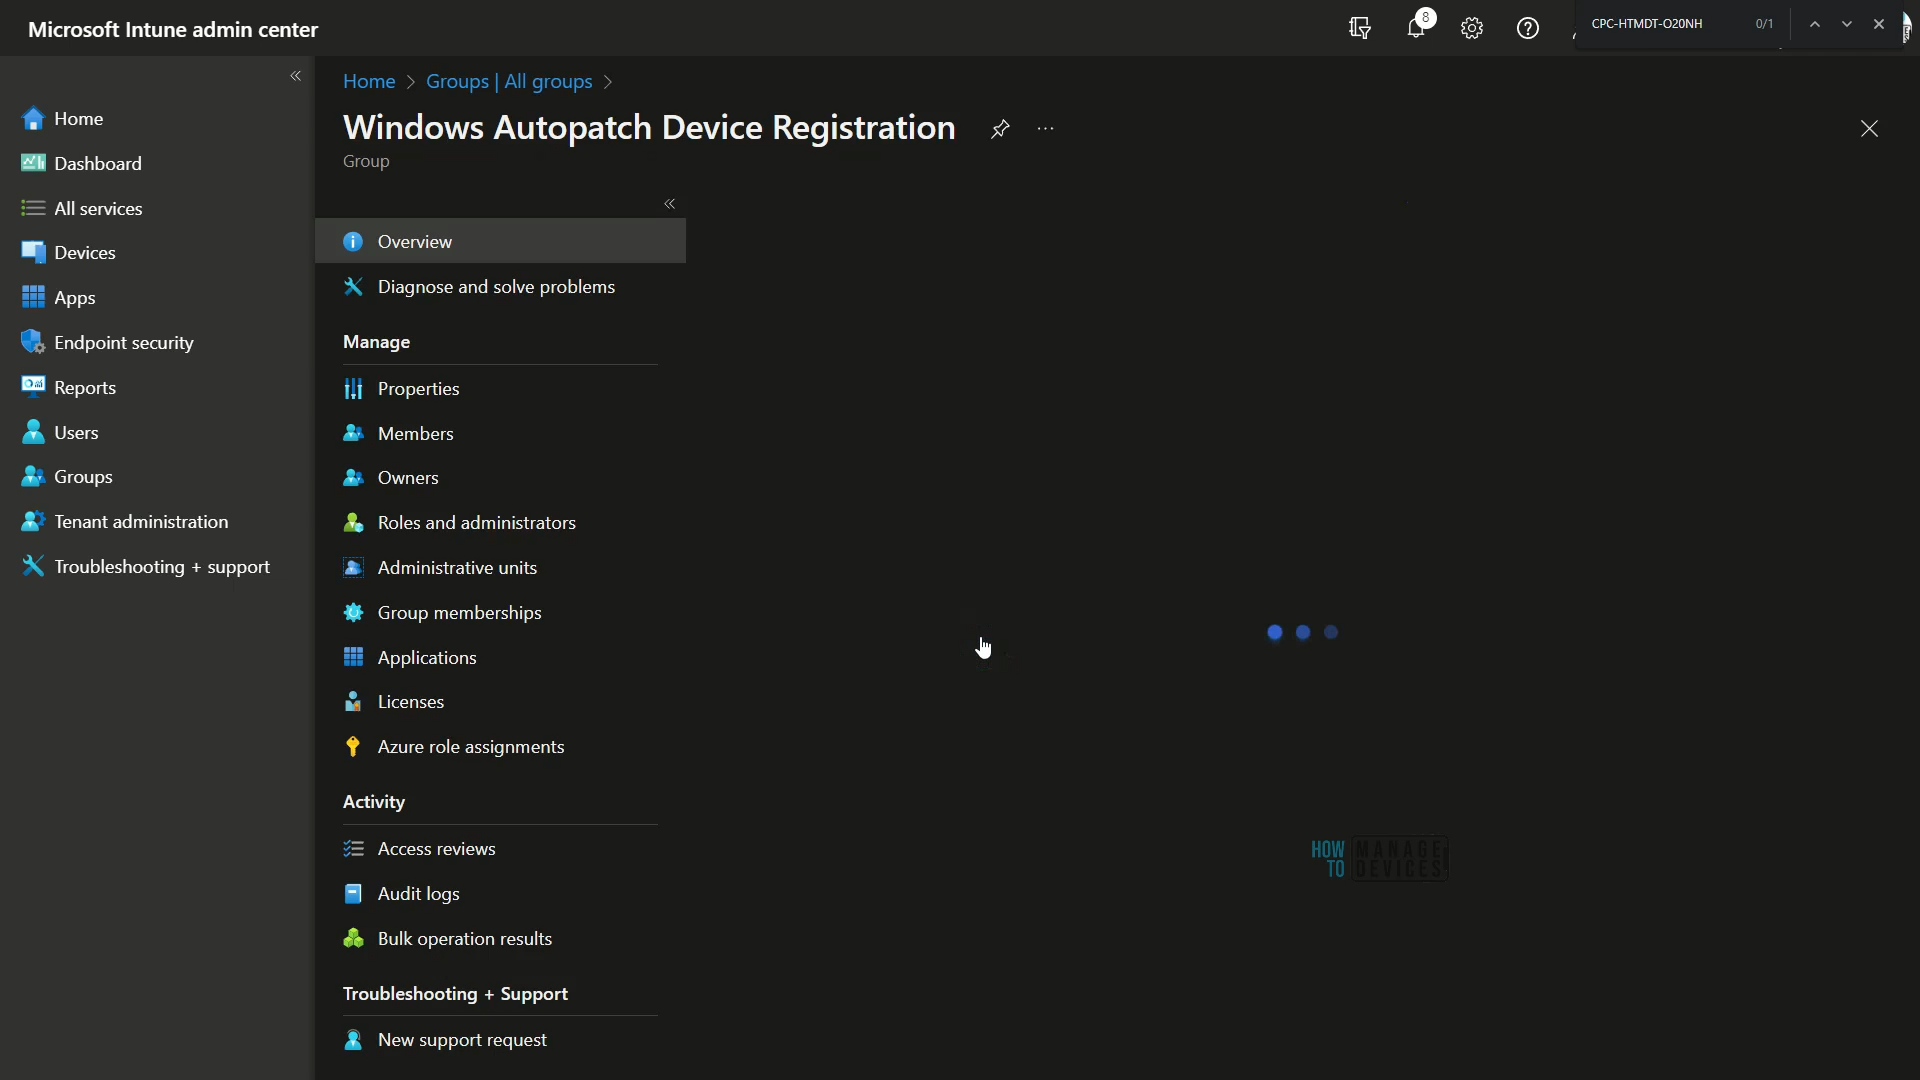 Microsoft Intune admin center
8
CPC-HTMDT-O20NH 0/1
Home
Dashboard
All services
Devices
Apps
Endpoint security
Reports
Users
Groups
Tenant administration
Troubleshooting + support
Home > Groups | All groups >
Windows Autopatch Device Registration ...
Group
Overview
Diagnose and solve problems
Manage
Properties
Members
Owners
Roles and administrators
Administrative units
Group memberships
Applications
Licenses
Azure role assignments
Activity
Access reviews
Audit logs
Bulk operation results
Troubleshooting + Support
New support request
HOW TO MANAGE DEVICES